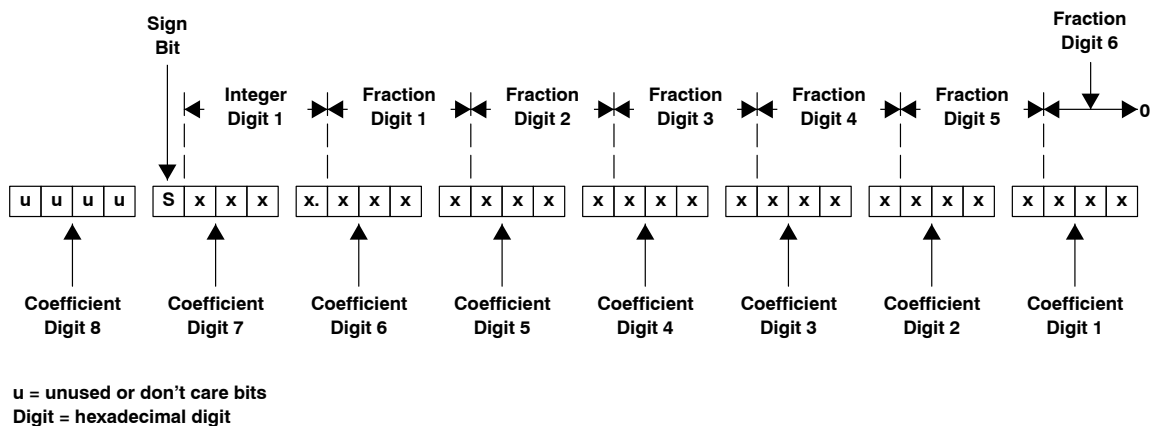 Sign
Bit
Fraction
Digit 6
Integer
Digit 1
Fraction
Digit 1
Fraction
Digit 2
Fraction
Digit 3
Fraction
Digit 4
Fraction
Digit 5
0
u u u u S x x x x. x x x x x x x x x x x x x x x x x x x x x x x
Coefficient
Digit 8
Coefficient
Digit 7
Coefficient
Digit 6
Coefficient
Digit 5
Coefficient
Digit 4
Coefficient
Digit 3
Coefficient
Digit 2
Coefficient
Digit 1
u = unused or don't care bits
Digit = hexadecimal digit